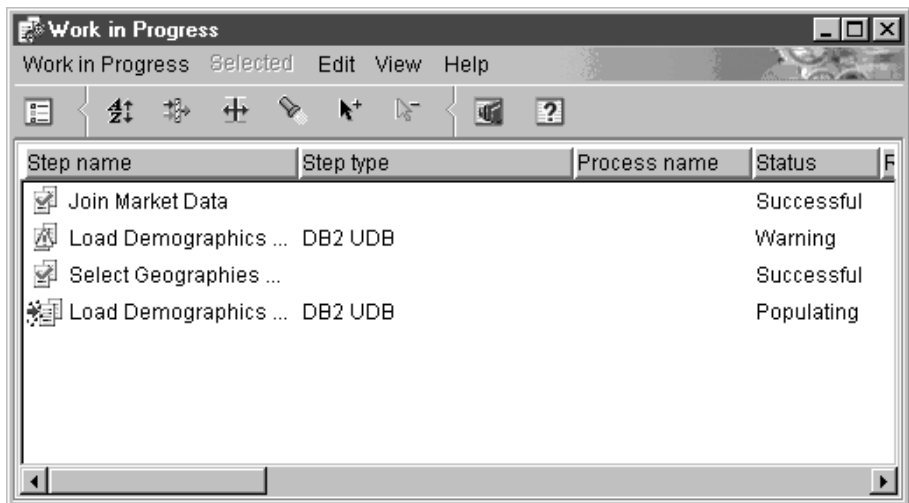 Work in Progress
Work in Progress Selected Edit View Help
Step name Step type Process name Status R
Join Market Data Successful
Load Demographics ... DB2 UDB Warning
Select Geographies ... Successful
Load Demographics ... DB2 UDB Populating